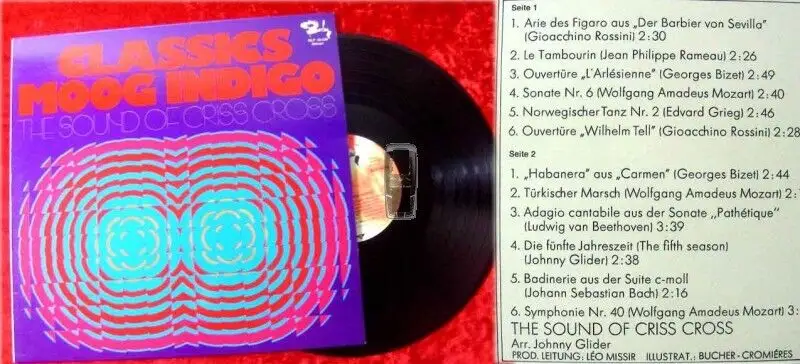 CLASSICS
MOOG INDIGO
THE SOUND OF CRISS CROSS
Seite 1
1. Arie des Figaro aus „Der Barbier von Sevilla”
(Gioacchino Rossini) 2:30
2. Le Tambourin (Jean Philippe Rameau) 2:26
3. Ouvertüre „L'Arlésienne” (Georges Bizet) 2:49
4. Sonate Nr. 6 (Wolfgang Amadeus Mozart) 2:40
5. Norwegischer Tanz Nr. 2 (Edvard Grieg) 2:46
6. Ouvertüre „Wilhelm Tell” (Gioacchino Rossini) 2:28
Seite 2
1. „Habanera” aus „Carmen” (Georges Bizet) 2:44
2. Türkischer Marsch (Wolfgang Amadeus Mozart) 2:
3. Adagio cantabile aus der Sonate „Pathétique”
(Ludwig van Beethoven) 3:39
4. Die fünfte Jahreszeit (The fifth season)
(Johnny Glider) 2:38
5. Badinerie aus der Suite c-moll
(Johann Sebastian Bach) 2:16
6. Symphonie Nr. 40 (Wolfgang Amadeus Mozart) 3:
THE SOUND OF CRISS CROSS
Arr. Johnny Glider
PROD. LEITUNG: LÉO MISSIR ILLUSTRAT.: BUCHER-CROMIÉRES